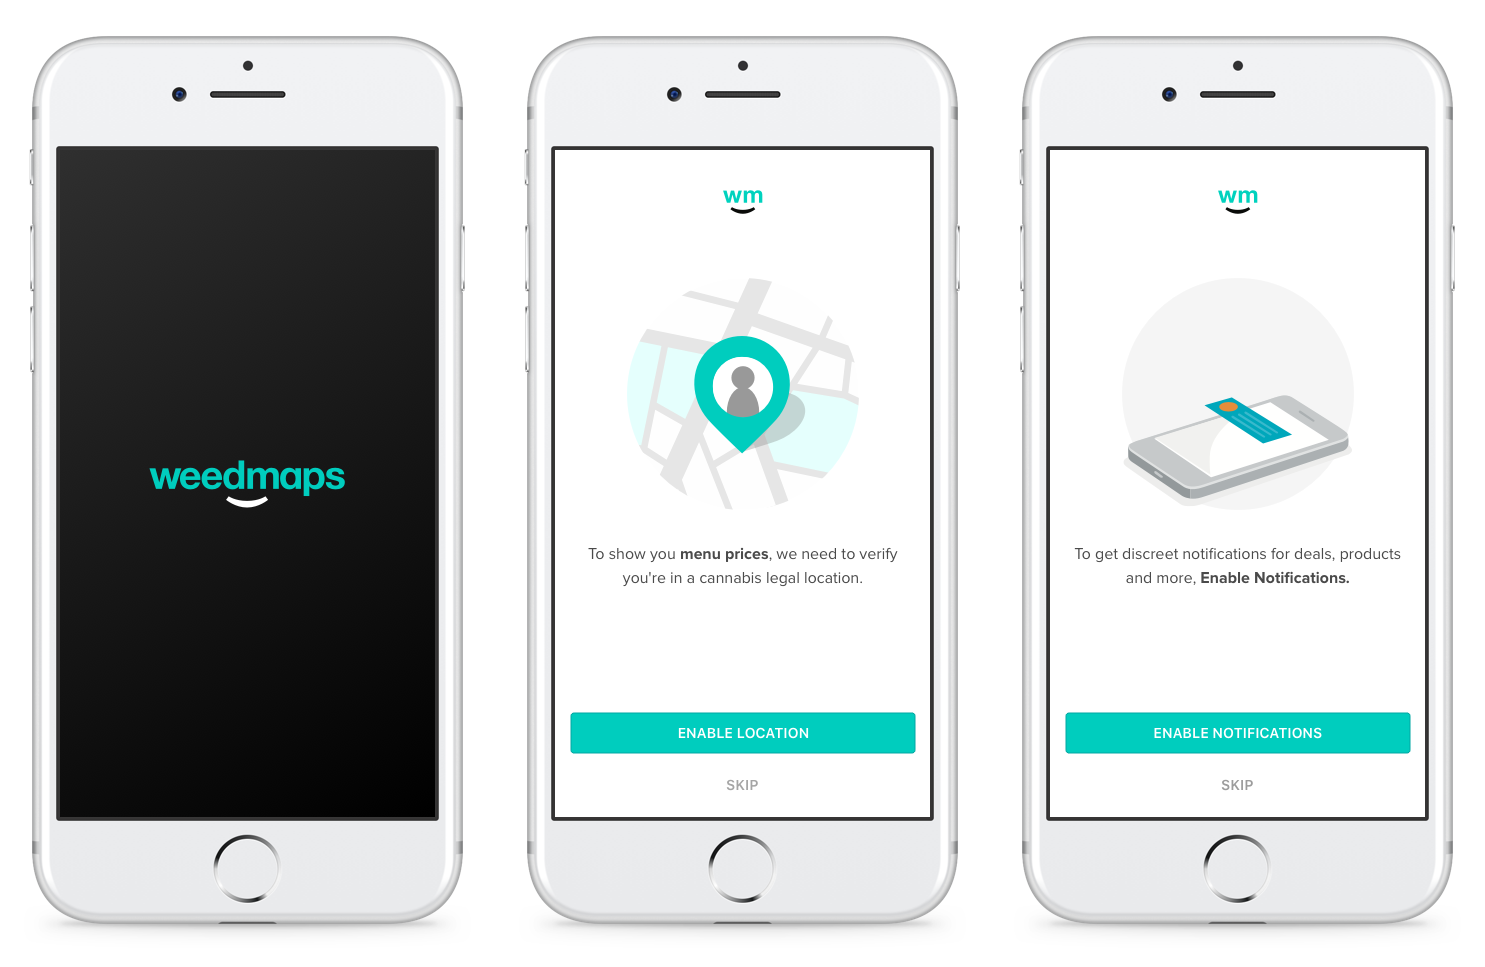 weedmaps
wm
To show you menu prices, we need to verify
you're in a cannabis legal location.
ENABLE LOCATION
SKIP
wm
To get discreet notifications for deals, products
and more, Enable Notifications.
ENABLE NOTIFICATIONS
SKIP